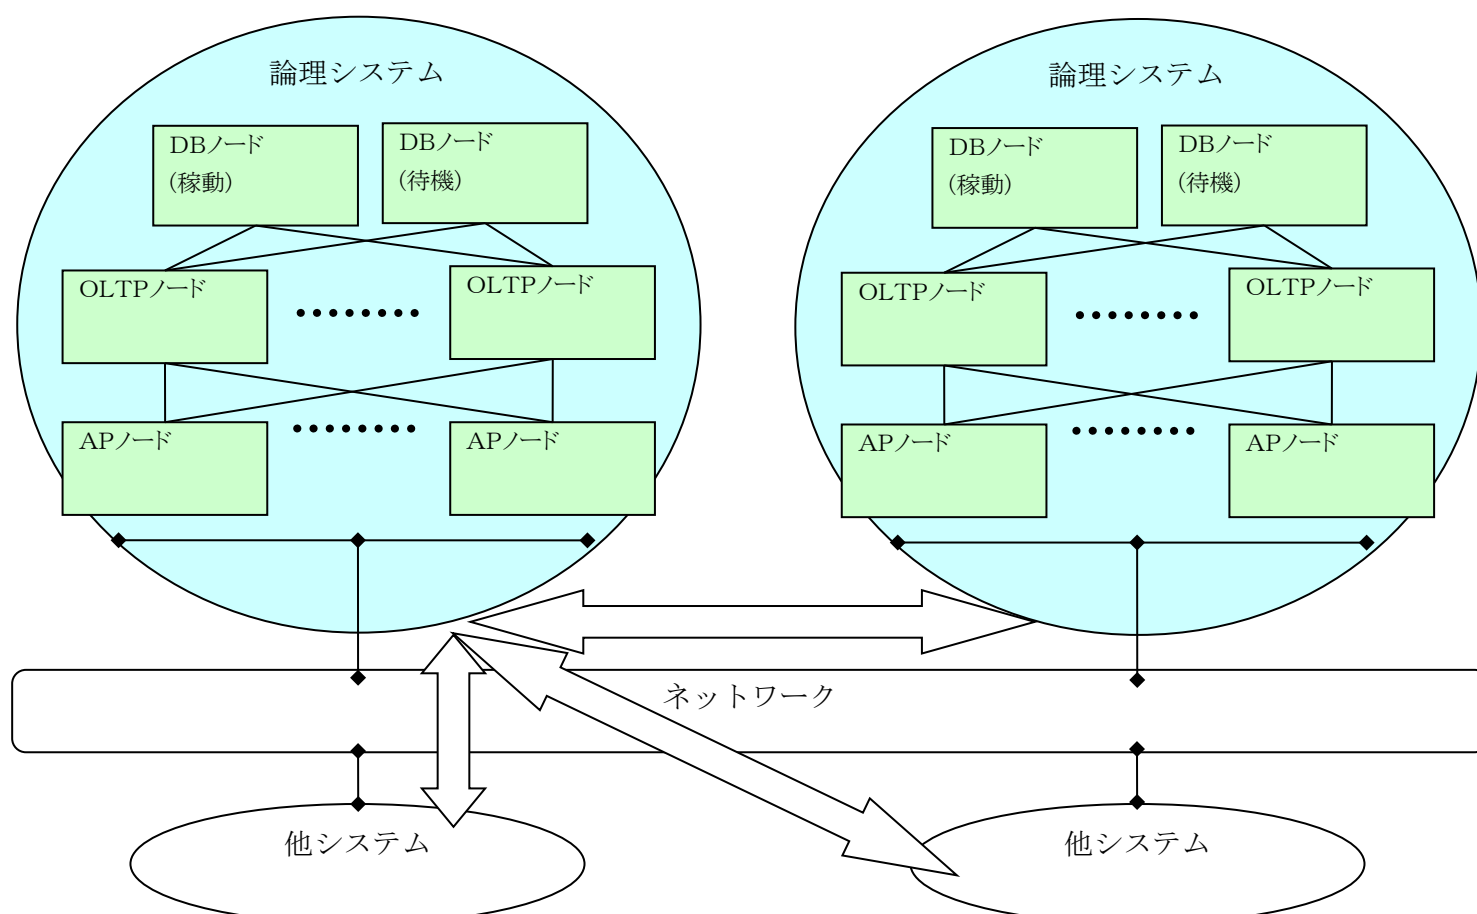 論理システム
論理システム
DBノード
(稼動)
DBノード
(待機)
DBノード
(稼動)
DBノード
(待機)
OLTPノード
OLTPノード
OLTPノード
OLTPノード
APノード
APノード
APノード
APノード
ネットワーク
他システム
他システム